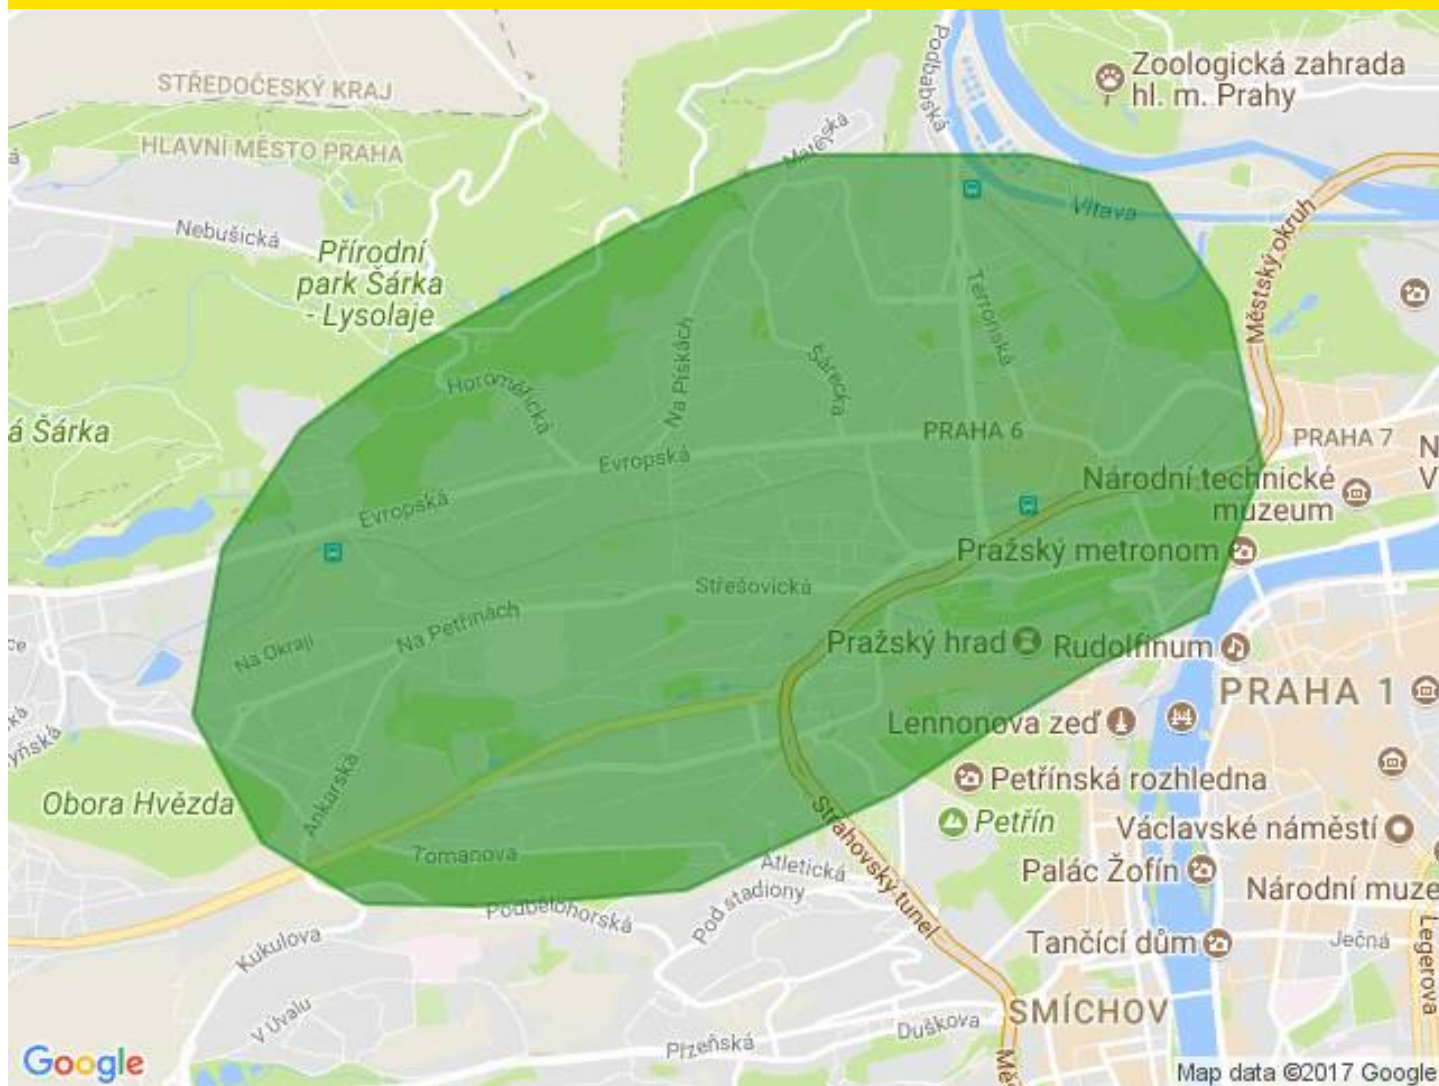 Podbabská
Zoologická zahrada
hl. m. Prahy
STŘEDOČESKÝ KRAJ
HLAVNÍ MĚSTO PRAHA
Matějská
Nebušická
Vltava
Městský okruh
Přírodní
park Šárka
- Lysolaje
Terronská
Na Pískách
Šárecká
Horoměřická
á Šárka
PRAHA 6
PRAHA 7
N
V
Evropská
Národní technické
muzeum
Evropská
Pražský metronom
Střešovická
Na Petřinách
Na Okraji
Pražský hrad
Rudolfinum
PRAHA 1
Lennonova zeď
yňská
Petřínská rozhledna
Obora Hvězda
Ankarská
Petřín
Václavské náměstí
Strahovský tunel
Tomanova
Atletická
Palác Žofín
Národní muze
Podbělohorská
Pod stadiony
Kukulova
Tančící dům
Ječná
Legerova
V Úvalu
SMÍCHOV
Duškova
Plzeňská
Mě
Google
Map data ©2017 Google